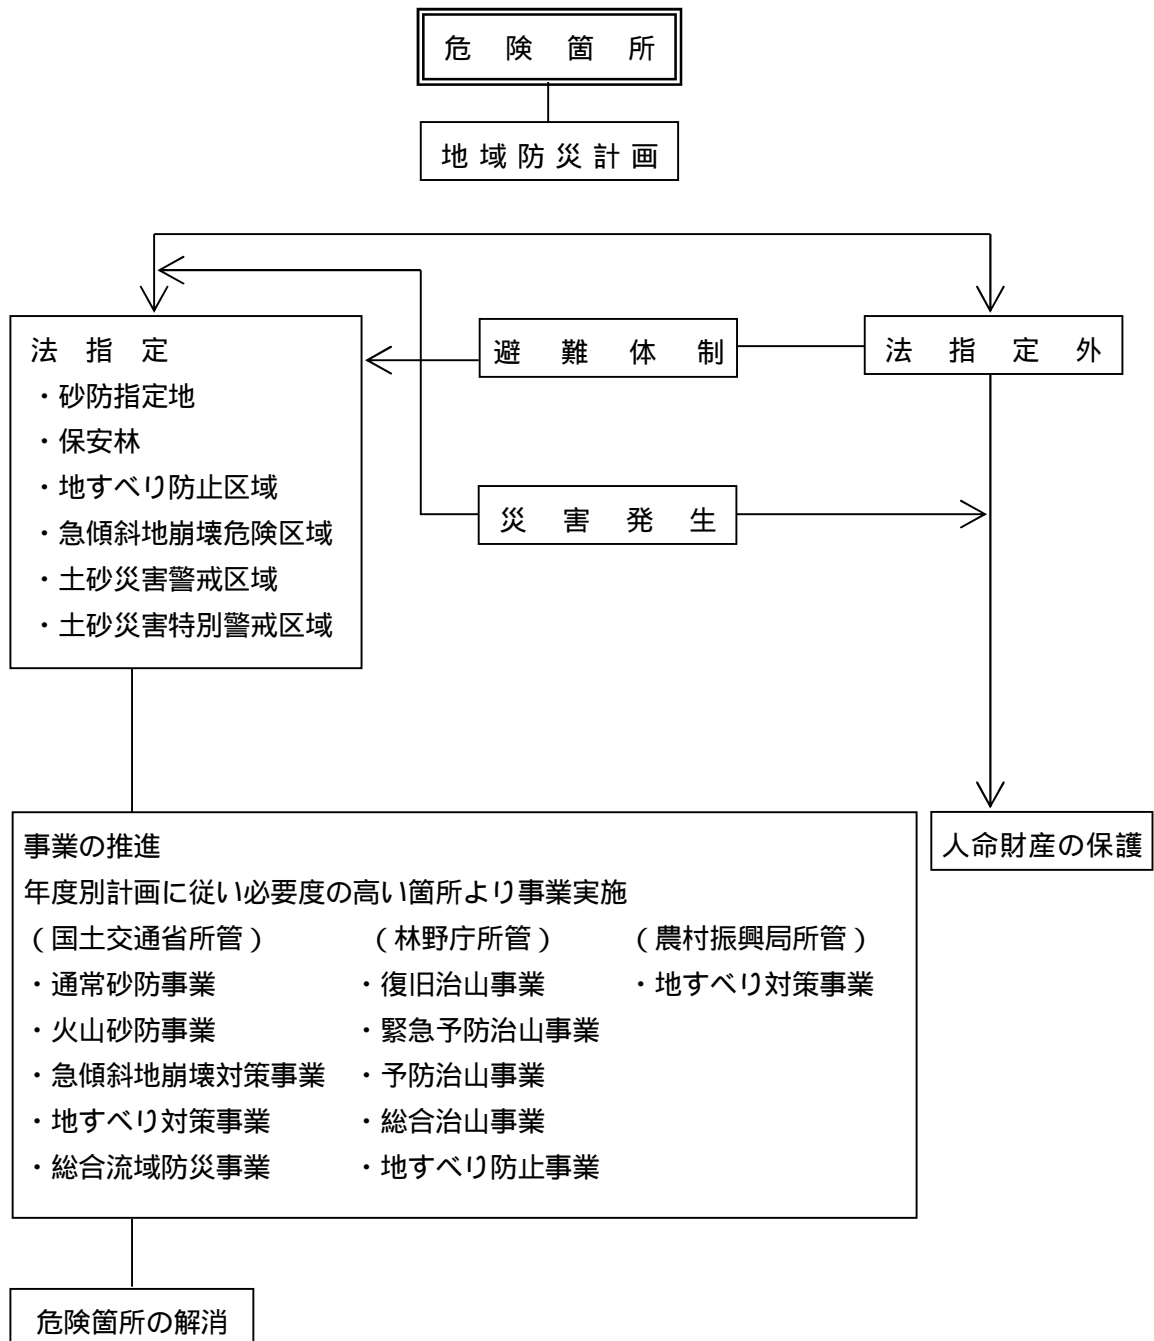 危険箇所
地域防災計画
法指定
・砂防指定地
・保安林
・地すべり防止区域
・急傾斜地崩壊危険区域
・土砂災害警戒区域
・土砂災害特別警戒区域
避難体制
法指定外
災害発生
事業の推進
年度別計画に従い必要度の高い箇所より事業実施
（国土交通省所管） （林野庁所管） （農村振興局所管）
・通常砂防事業 ・復旧治山事業 ・地すべり対策事業
・火山砂防事業 ・緊急予防治山事業
・急傾斜地崩壊対策事業 ・予防治山事業
・地すべり対策事業 ・総合治山事業
・総合流域防災事業 ・地すべり防止事業
人命財産の保護
危険箇所の解消